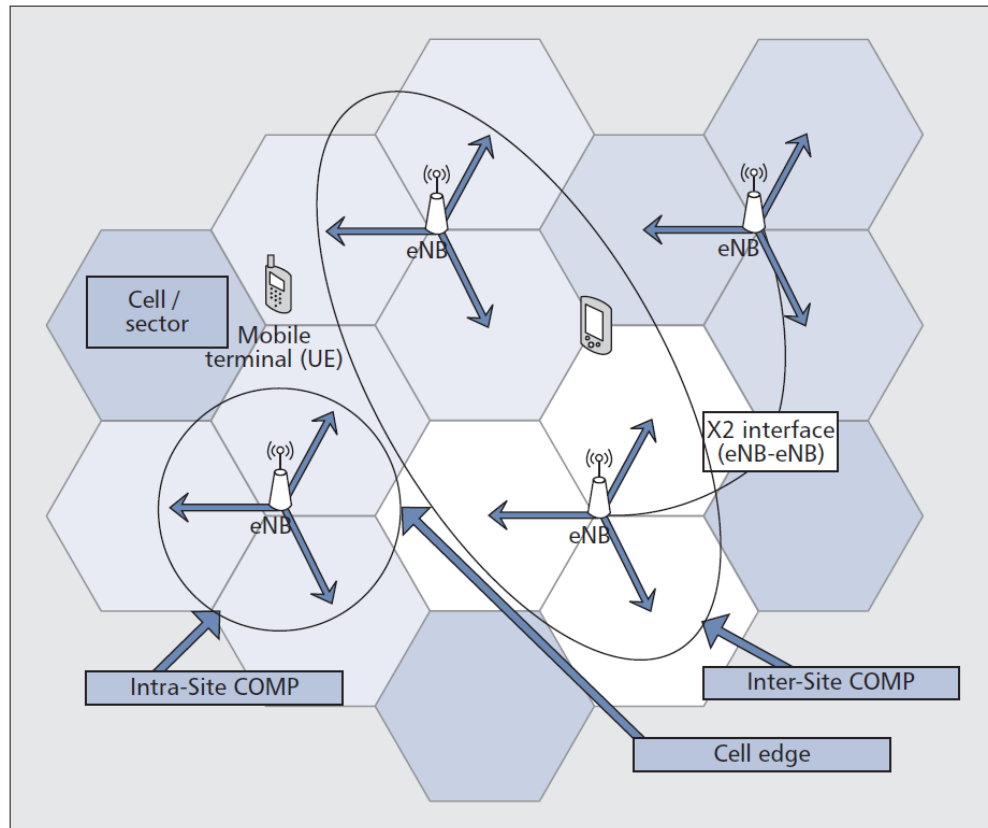 eNB
eNB
Cell /
sector
Mobile
terminal (UE)
X2 interface
(eNB-eNB)
eNB
eNB
Intra-Site COMP
Inter-Site COMP
Cell edge